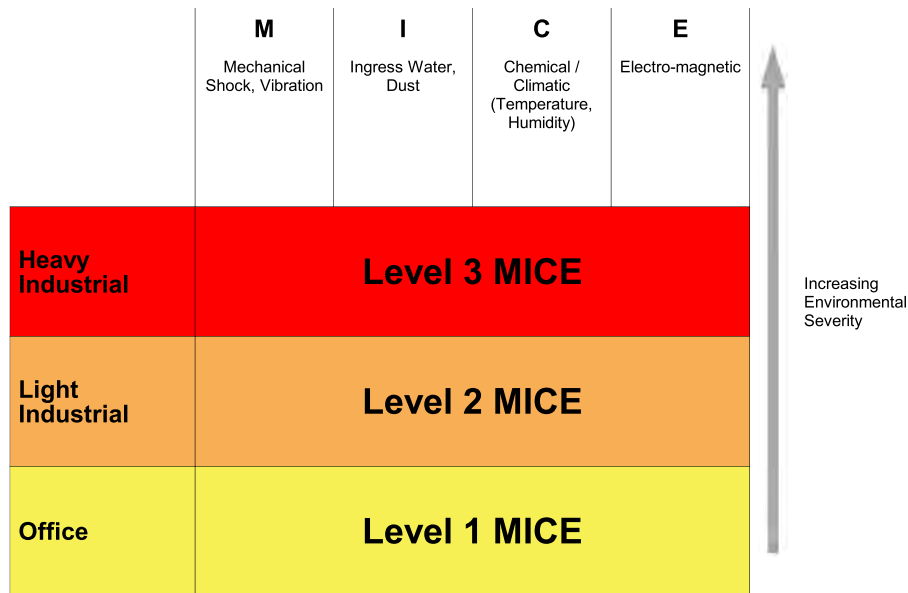 M
I
C
E
Mechanical
Shock, Vibration
Ingress Water,
Dust
Chemical /
Climatic
(Temperature,
Humidity)
Electro-magnetic
Heavy
Industrial
Level 3 MICE
Increasing
Environmental
Severity
Light
Industrial
Level 2 MICE
Office
Level 1 MICE